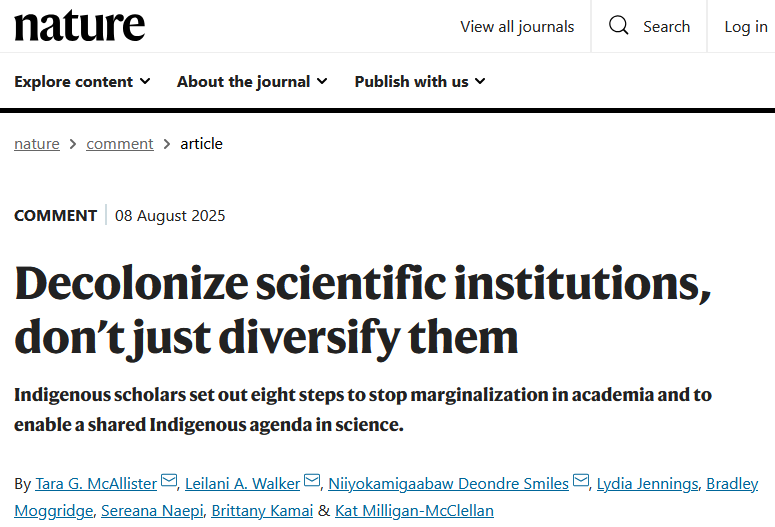 nature
View all journals
Search
Log in
Explore content
About the journal
Publish with us
nature > comment > article
COMMENT | 08 August 2025
Decolonize scientific institutions,
don’t just diversify them
Indigenous scholars set out eight steps to stop marginalization in academia and to
enable a shared Indigenous agenda in science.
By Tara G. McAllister, Leilani A. Walker, Niiyokamigaabaw Deondre Smiles, Lydia Jennings, Bradley
Moggridge, Sereana Naepi, Brittany Kamai & Kat Milligan-McClellan